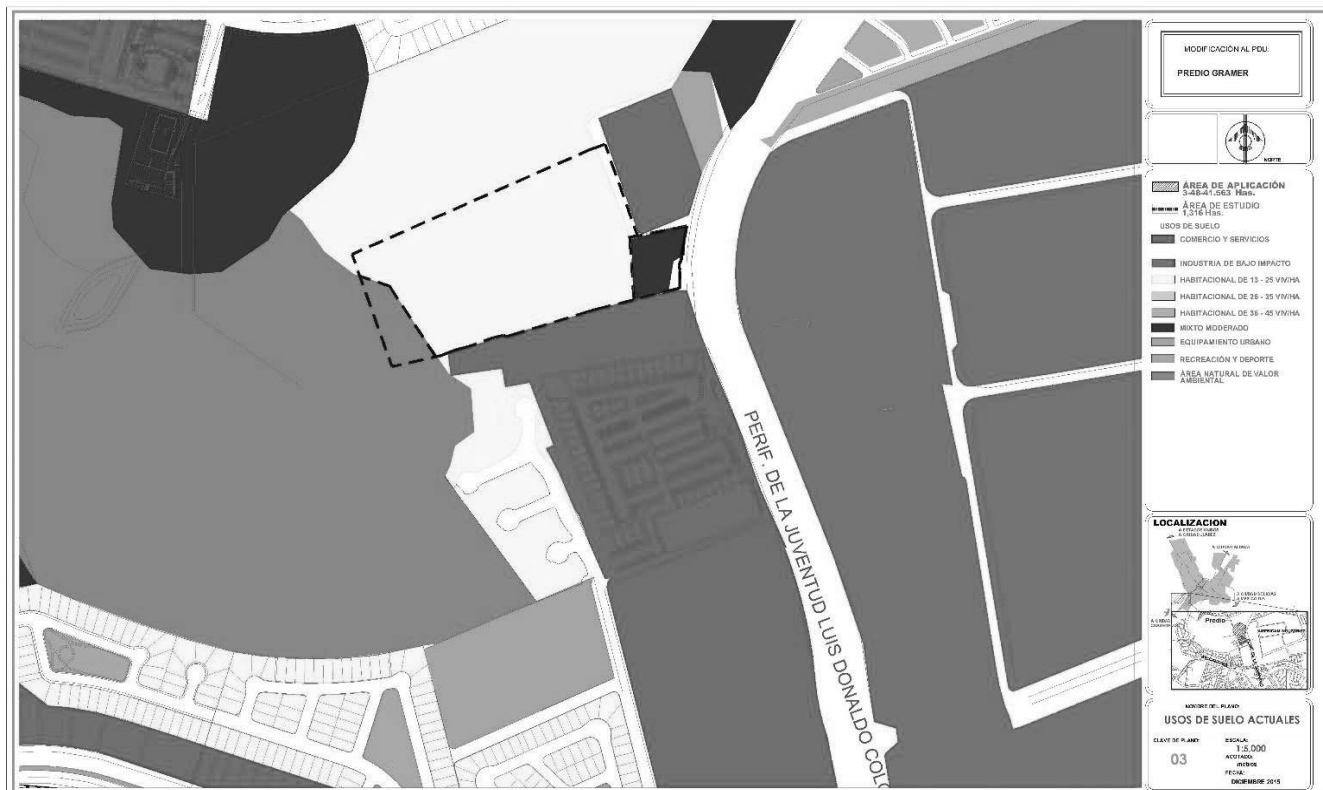 MODIFICACIÓN AL PDU:
PREDIO GRAMER
NORTE
ÁREA DE APLICACIÓN
3-48-41.563 Has.
ÁREA DE ESTUDIO
1,316 Has.
USOS DE SUELO
COMERCIO Y SERVICIOS
INDUSTRIA DE BAJO IMPACTO
HABITACIONAL DE 13 - 25 VIV/HA
HABITACIONAL DE 26 - 35 VIV/HA
HABITACIONAL DE 36 - 45 VIV/HA
MIXTO MODERADO
EQUIPAMIENTO URBANO
RECREACIÓN Y DEPORTE
ÁREA NATURAL DE VALOR
AMBIENTAL
PERIF. DE LA JUVENTUD LUIS DONALDO COLO
LOCALIZACION
Predio
NOMBRE DEL PLANO:
USOS DE SUELO ACTUALES
CLAVE DE PLANO:
03
ESCALA:
1:5,000
ACOTADO:
metros
FECHA:
DICIEMBRE 2015